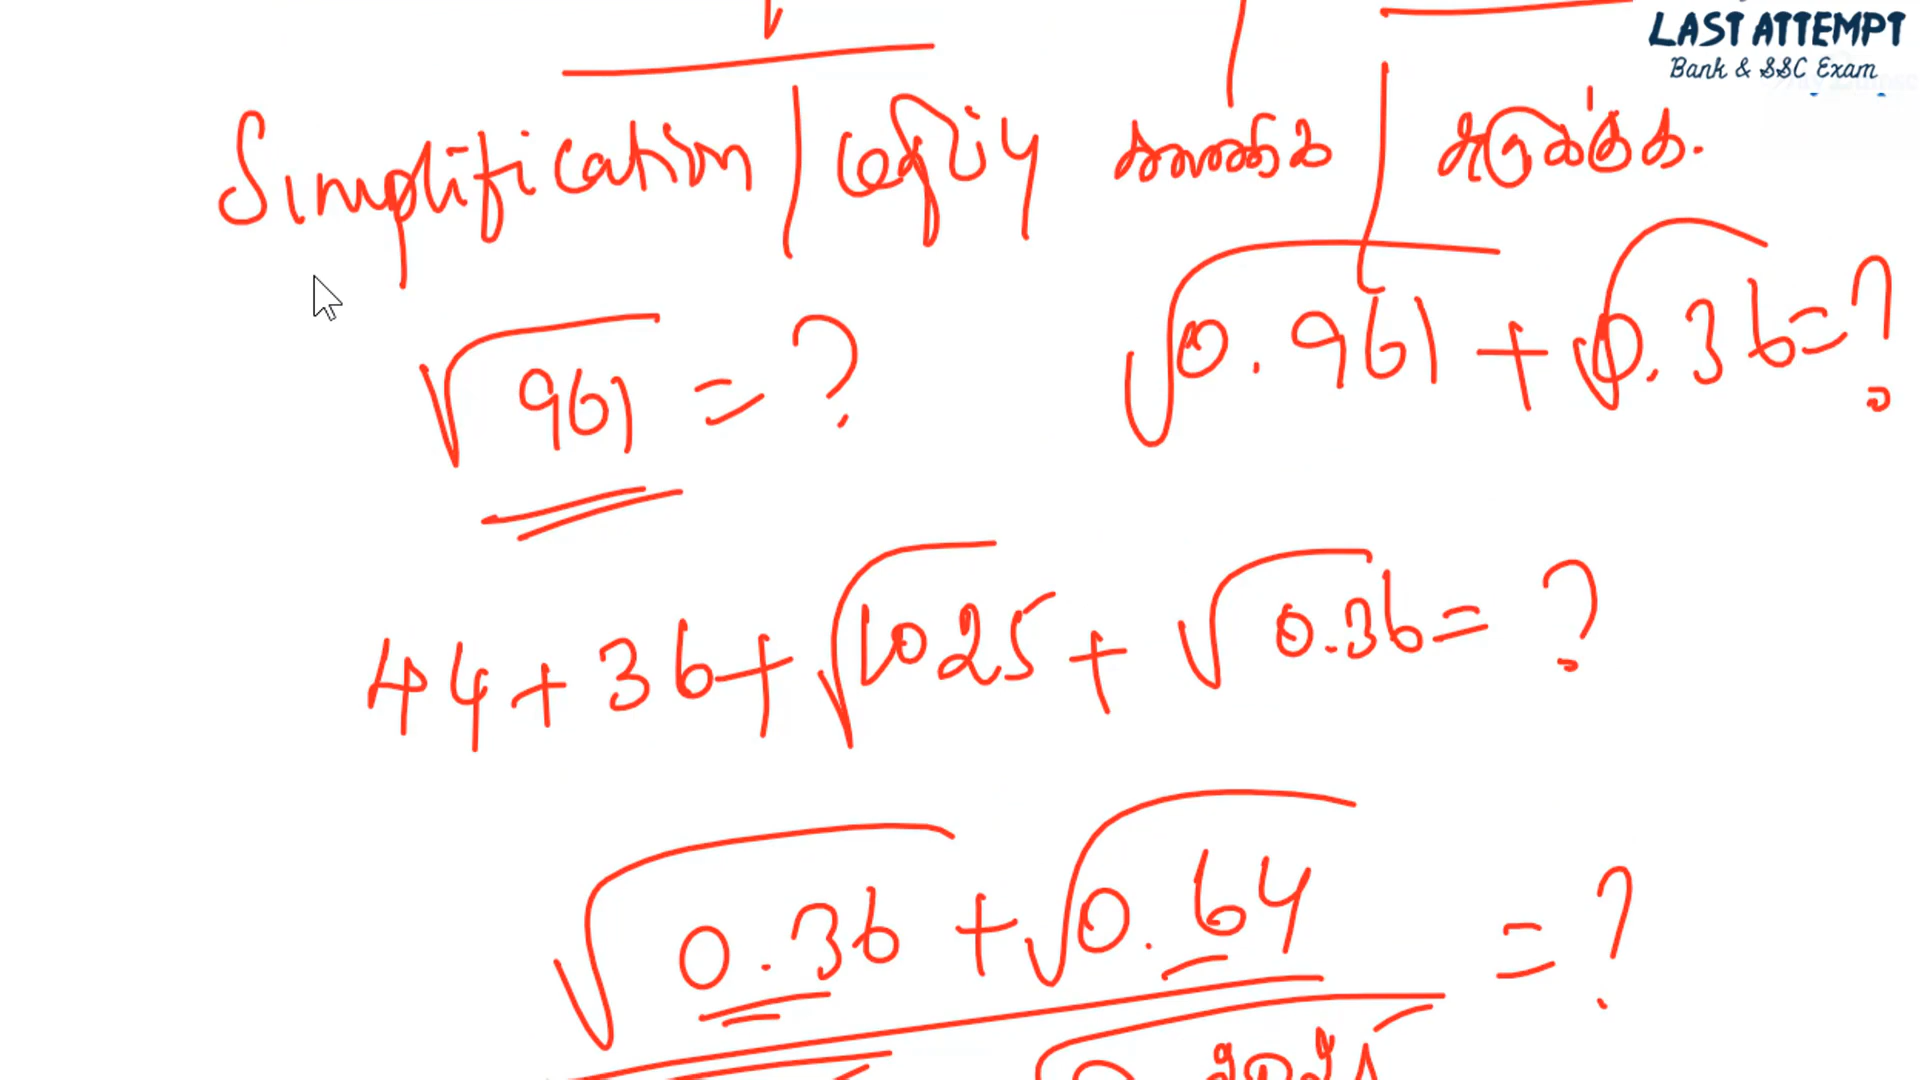 LAST ATTEMPT
Bank & SSC Exam
Simplification | மதிப்பு காண்க | சுருக்குக.
√961 = ?
√0.961 + √0.36 = ?
44 + 36 + √1025 + √0.36 = ?
√0.36 + √0.64 = ?